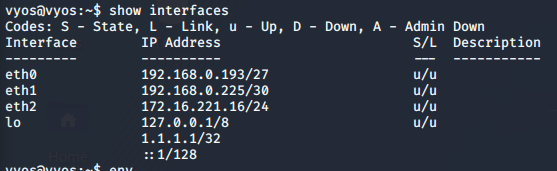 vyos@vyos:~$ show interfaces
Codes: S - State, L - Link, u - Up, D - Down, A - Admin Down
Interface        IP Address                        S/L  Description
---------        ----------                        ---  -----------
eth0             192.168.0.193/27                  u/u
eth1             192.168.0.225/30                  u/u
eth2             172.16.221.16/24                  u/u
lo               127.0.0.1/8                       u/u
                 1.1.1.1/32
                 ::1/128
vyos@vyos:~$ env